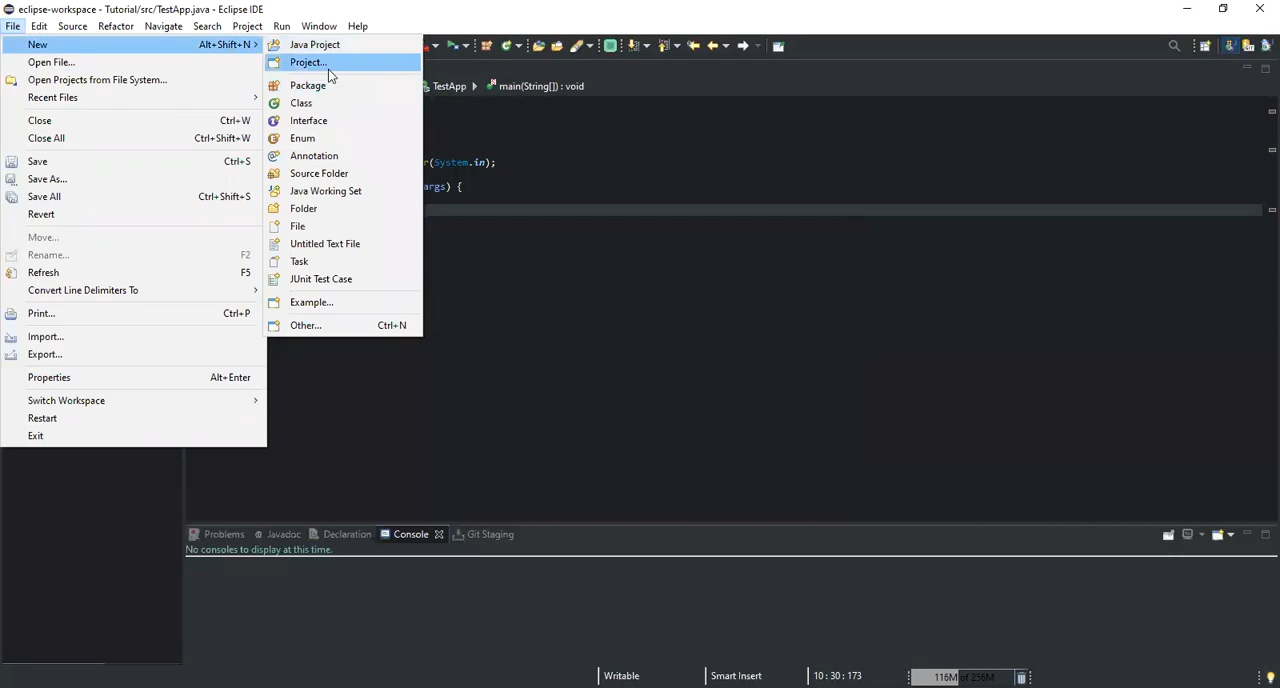 eclipse-workspace - Tutorial/src/TestApp.java - Eclipse IDE
File Edit Source Refactor Navigate Search Project Run Window Help
New Alt+Shift+N
Open File...
Open Projects from File System...
Recent Files
Close Ctrl+W
Close All Ctrl+Shift+W
Save Ctrl+S
Save As...
Save All Ctrl+Shift+S
Revert
Move...
Rename... F2
Refresh F5
Convert Line Delimiters To
Print... Ctrl+P
Import...
Export...
Properties Alt+Enter
Switch Workspace
Restart
Exit
Java Project
Project...
Package
Class
Interface
Enum
Annotation
Source Folder
Java Working Set
Folder
File
Untitled Text File
Task
JUnit Test Case
Example...
Other... Ctrl+N
TestApp main(String[]) : void
r(System.in);
args) {
Problems Javadoc Declaration Console Git Staging
No consoles to display at this time.
Writable Smart Insert 10 : 30 : 173 116M of 256M